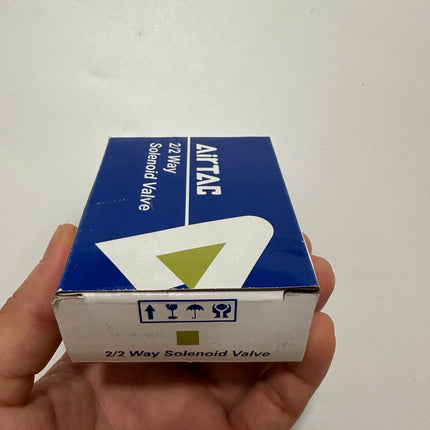 AirTAC
2/2 Way
Solenoid Valve
2/2 Way Solenoid Valve